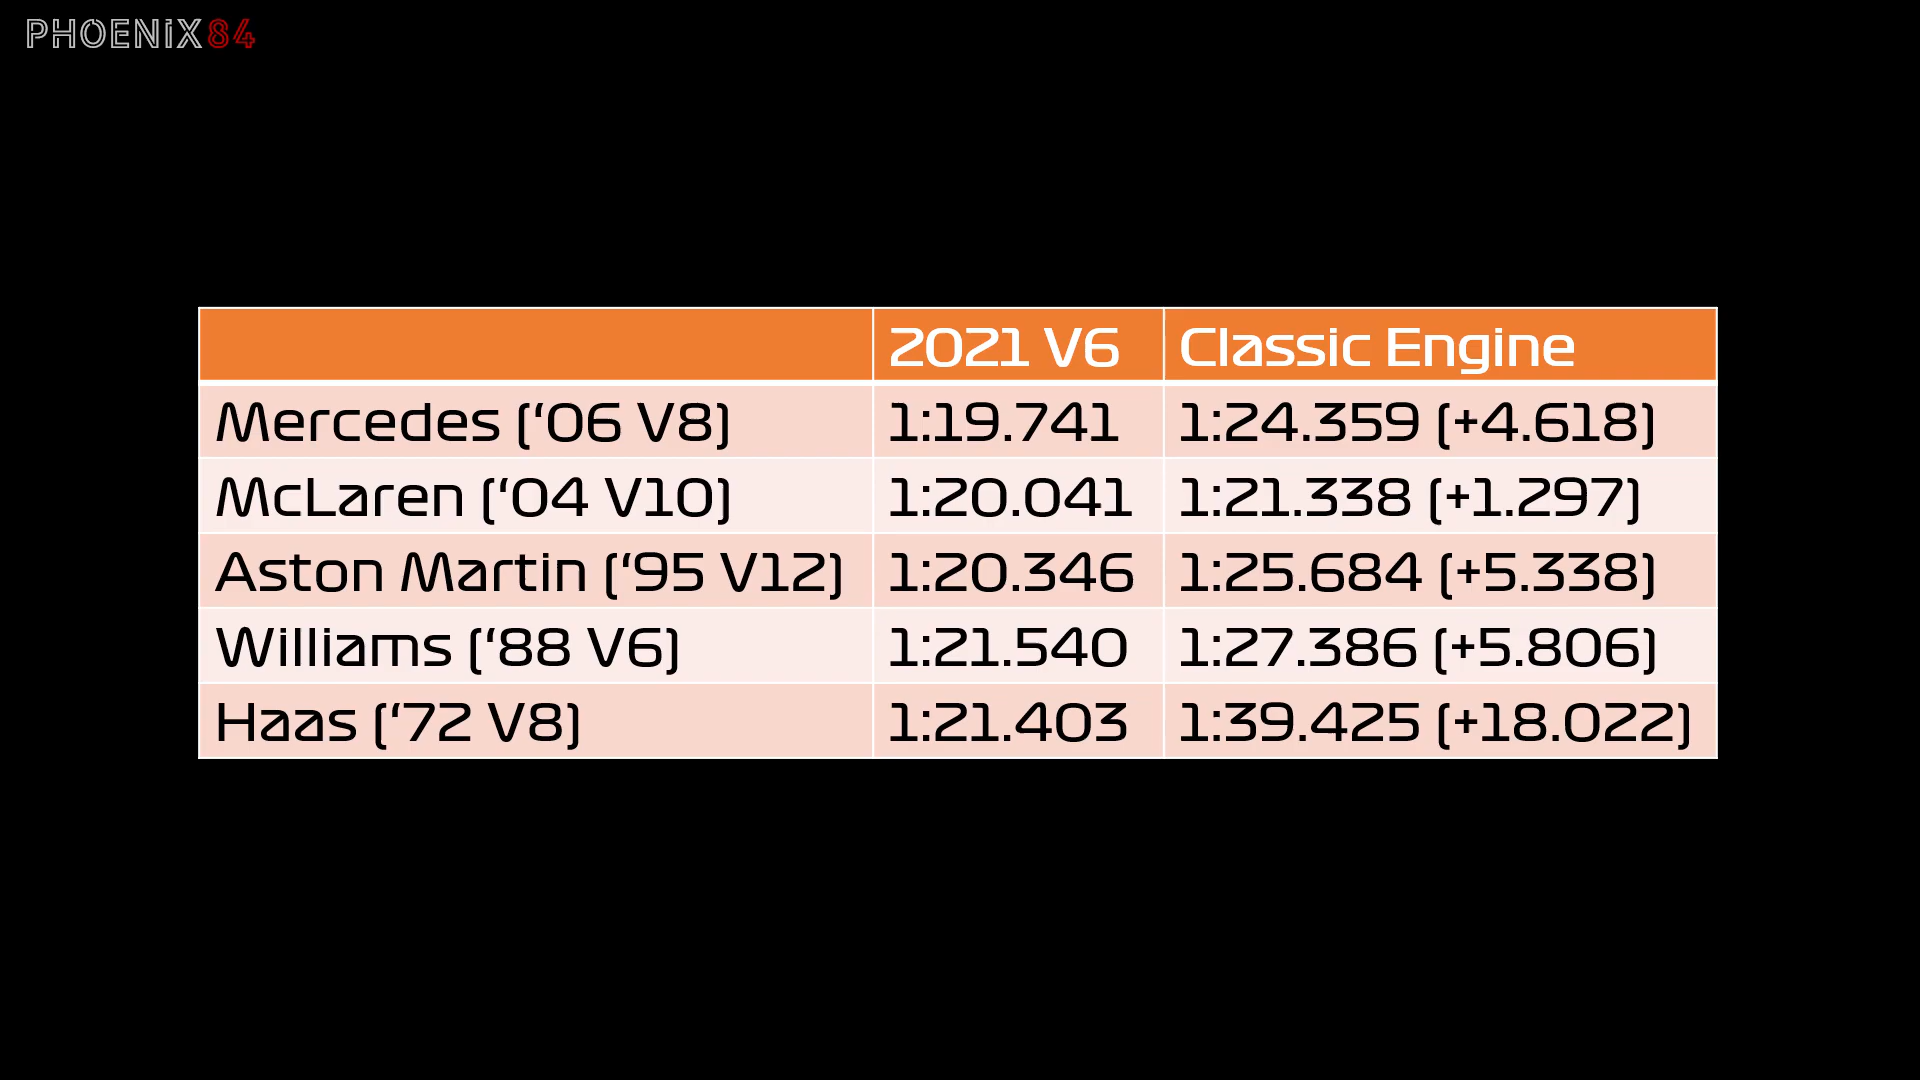 PHOENiX84
2021 V6 Classic Engine
Mercedes (‘06 V8) 1:19.741 1:24.359 (+4.618)
McLaren (‘04 V10) 1:20.041 1:21.338 (+1.297)
Aston Martin (‘95 V12) 1:20.346 1:25.684 (+5.338)
Williams (‘88 V6) 1:21.540 1:27.386 (+5.806)
Haas (‘72 V8) 1:21.403 1:39.425 (+18.022)